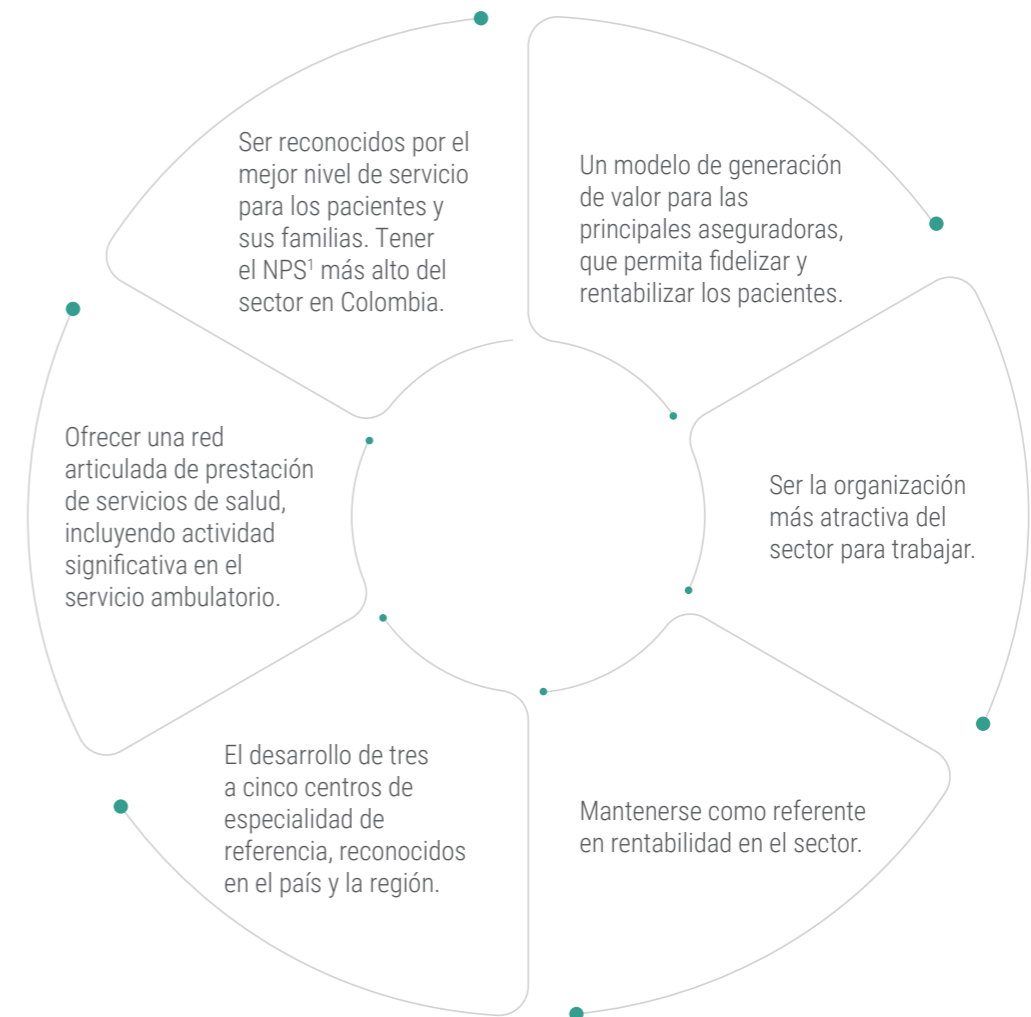 Ser reconocidos por el
mejor nivel de servicio
para los pacientes y
sus familias. Tener
el NPS¹ más alto del
sector en Colombia.
Un modelo de generación
de valor para las
principales aseguradoras,
que permita fidelizar y
rentabilizar los pacientes.
Ofrecer una red
articulada de prestación
de servicios de salud,
incluyendo actividad
significativa en el
servicio ambulatorio.
Ser la organización
más atractiva del
sector para trabajar.
El desarrollo de tres
a cinco centros de
especialidad de
referencia, reconocidos
en el país y la región.
Mantenerse como referente
en rentabilidad en el sector.